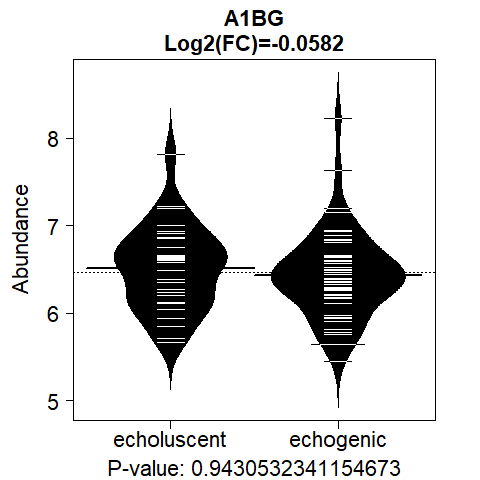 A1BG
Log2(FC)=-0.0582
Abundance
8
7
6
5
echoluscent echogenic
P-value: 0.9430532341154673